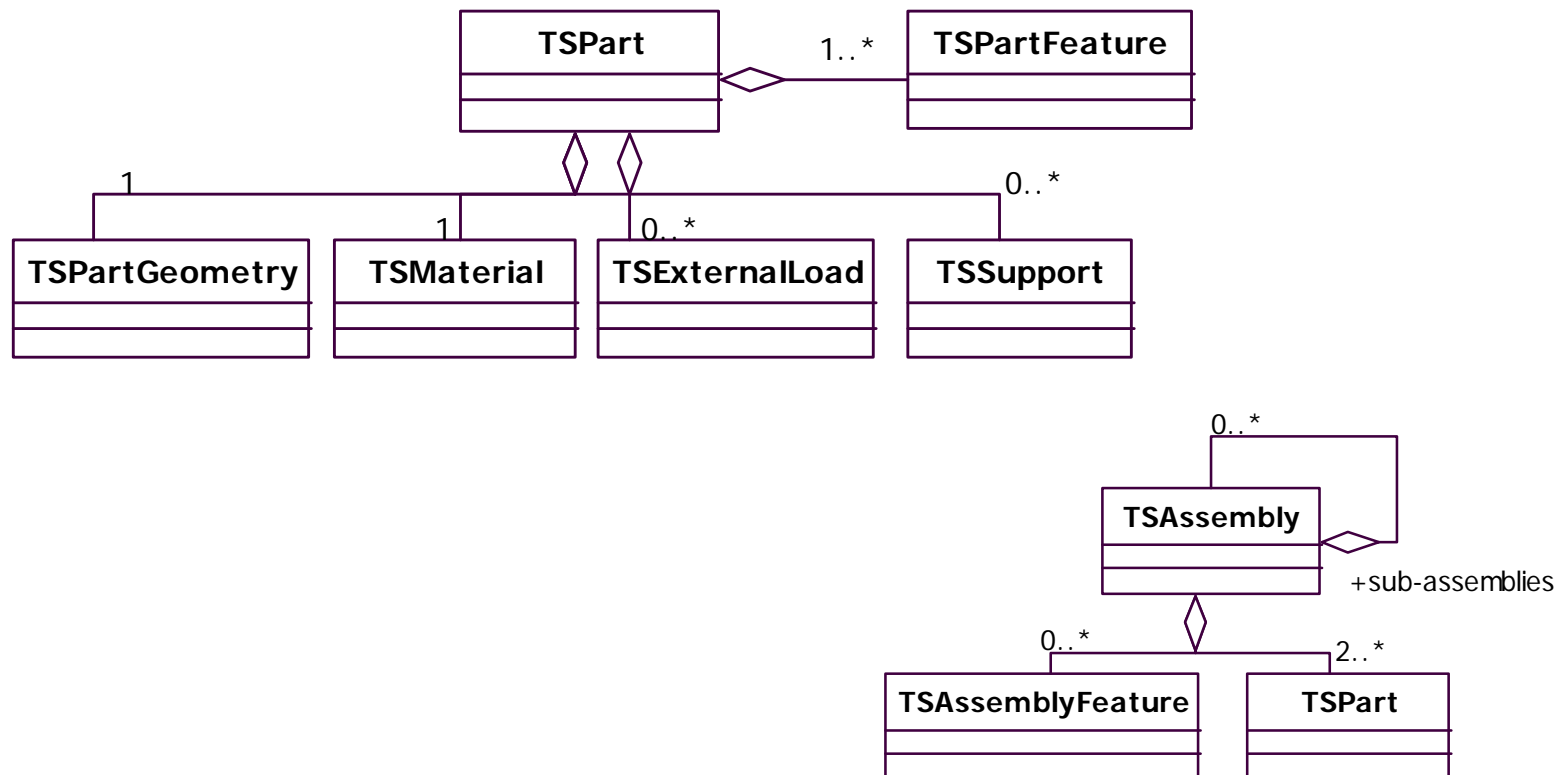 TSPart
1..*
TSPartFeature
1
0..*
1
0..*
TSPartGeometry
TSMaterial
TSExternalLoad
TSSupport
0..*
TSAssembly
+sub-assemblies
0..*
2..*
TSAssemblyFeature
TSPart